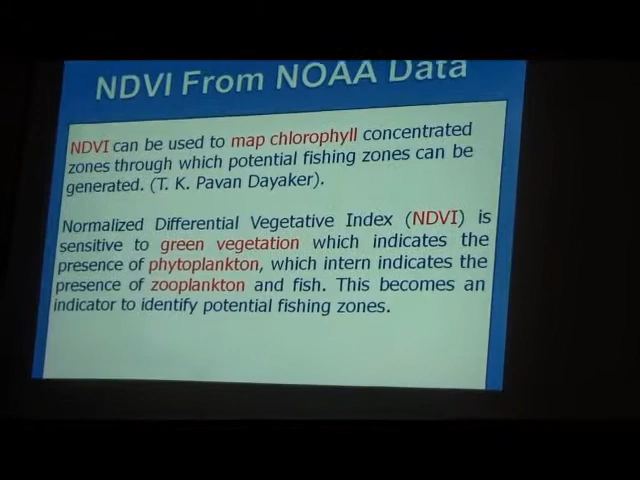 NDVI From NOAA Data
NDVI can be used to map chlorophyll concentrated
zones through which potential fishing zones can be
generated. (T. K. Pavan Dayaker).
Normalized Differential Vegetative Index (NDVI) is
sensitive to green vegetation which indicates the
presence of phytoplankton, which intern indicates the
presence of zooplankton and fish. This becomes an
indicator to identify potential fishing zones.